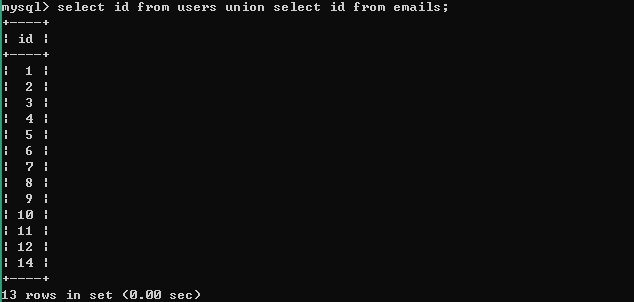 mysql> select id from users union select id from emails;
+----+
| id |
+----+
|  1 |
|  2 |
|  3 |
|  4 |
|  5 |
|  6 |
|  7 |
|  8 |
|  9 |
| 10 |
| 11 |
| 12 |
| 14 |
+----+
13 rows in set (0.00 sec)